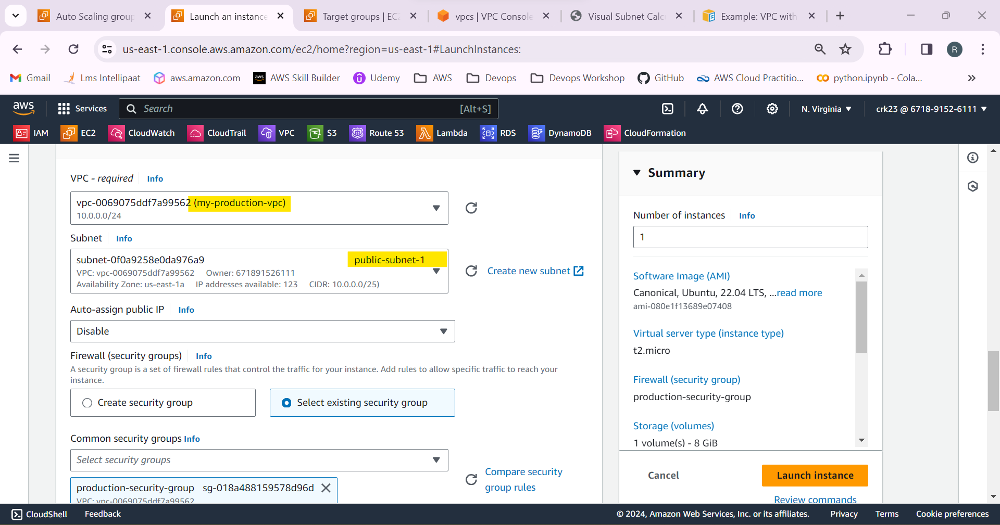 Auto Scaling group
Launch an instance
Target groups | EC2
vpcs | VPC Console
Visual Subnet Calc
Example: VPC with
us-east-1.console.aws.amazon.com/ec2/home?region=us-east-1#LaunchInstances:
R
Gmail
Lms Intellipaat
aws.amazon.com
aws
AWS Skill Builder
Udemy
AWS
Devops
Devops Workshop
GitHub
AWS Cloud Practitio...
python.ipynb - Cola...
aws
Services
Search
[Alt+S]
N. Virginia
crk23 @ 6718-9152-6111
IAM
EC2
CloudWatch
CloudTrail
VPC
S3
Route 53
Lambda
RDS
DynamoDB
CloudFormation
VPC - required
Info
vpc-0069075ddf7a99562 (my-production-vpc)
10.0.0.0/24
Subnet
Info
subnet-0f0a9258e0da976a9
public-subnet-1
VPC: vpc-0069075ddf7a99562
Owner: 671891526111
Availability Zone: us-east-1a
IP addresses available: 123
CIDR: 10.0.0.0/25)
Create new subnet
Auto-assign public IP
Info
Disable
Firewall (security groups)
Info
A security group is a set of firewall rules that control the traffic for your instance. Add rules to allow specific traffic to reach your
instance.
Create security group
Select existing security group
Common security groups
Info
Select security groups
production-security-group
sg-018a488159578d96d
VPC: vpc-0069075ddf7a99562
Compare security
group rules
Summary
Number of instances
Info
1
Software Image (AMI)
Canonical, Ubuntu, 22.04 LTS, ...read more
ami-080e1f13689e07408
Virtual server type (instance type)
t2.micro
Firewall (security group)
production-security-group
Storage (volumes)
1 volume(s) - 8 GiB
Cancel
Launch instance
Review commands
CloudShell
Feedback
© 2024, Amazon Web Services, Inc. or its affiliates.
Privacy
Terms
Cookie preferences